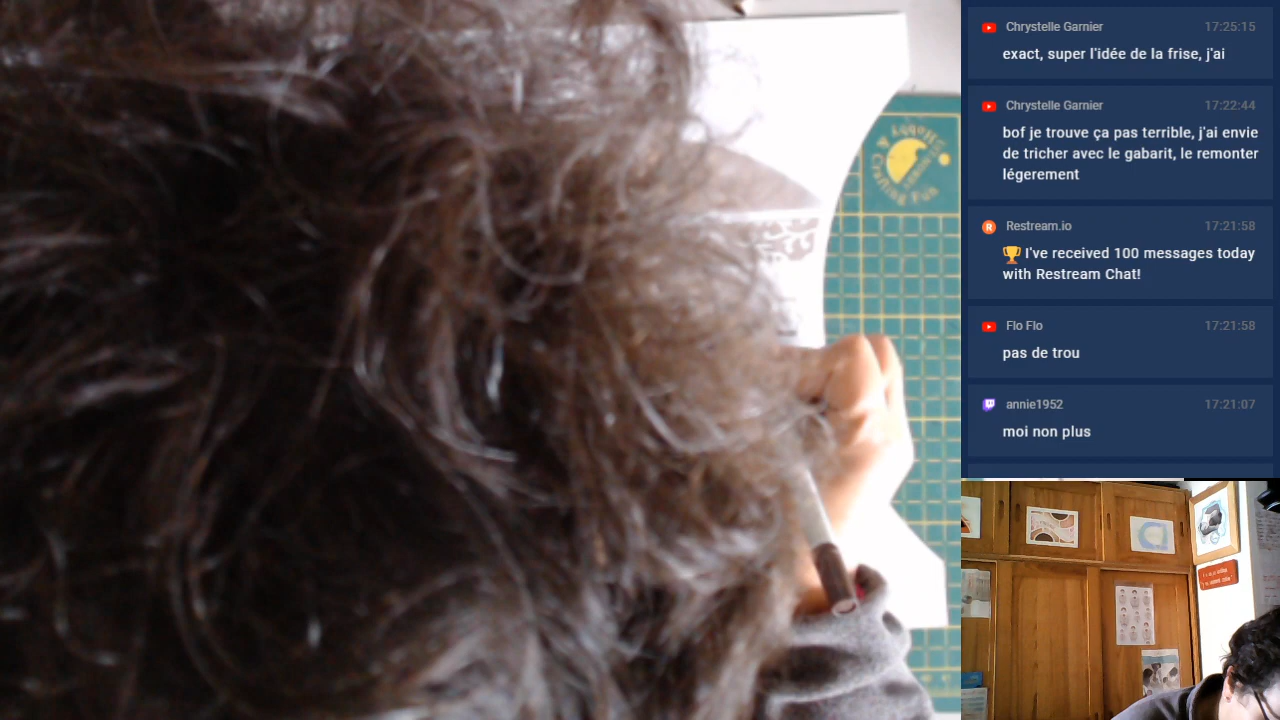 Chrystelle Garnier 17:25:15
exact, super l'idée de la frise, j'ai
Chrystelle Garnier 17:22:44
bof je trouve ça pas terrible, j'ai envie
de tricher avec le gabarit, le remonter
légerement
Restream.io 17:21:58
🏆 I've received 100 messages today
with Restream Chat!
Flo Flo 17:21:58
pas de trou
annie1952 17:21:07
moi non plus
Hobby &
Crafting Fun